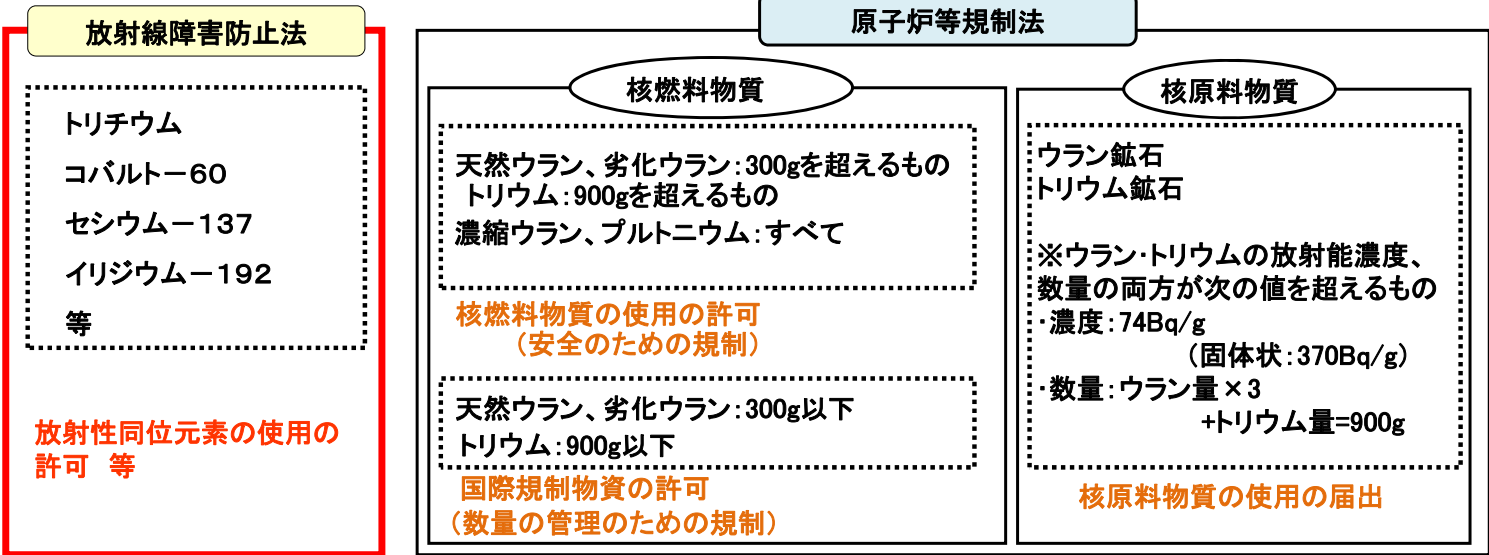 放射線障害防止法
トリチウム
コバルト－60
セシウム－137
イリジウム－192
等
放射性同位元素の使用の
許可　等
原子炉等規制法
核燃料物質
天然ウラン、劣化ウラン:300gを超えるもの
トリウム:900gを超えるもの
濃縮ウラン、プルトニウム:すべて
核燃料物質の使用の許可
（安全のための規制）
天然ウラン、劣化ウラン:300g以下
トリウム:900g以下
国際規制物資の許可
（数量の管理のための規制）
核原料物質
ウラン鉱石
トリウム鉱石
※ウラン・トリウムの放射能濃度、
数量の両方が次の値を超えるもの
・濃度:74Bq/g
（固体状:370Bq/g）
・数量:ウラン量×3
+トリウム量=900g
核原料物質の使用の届出